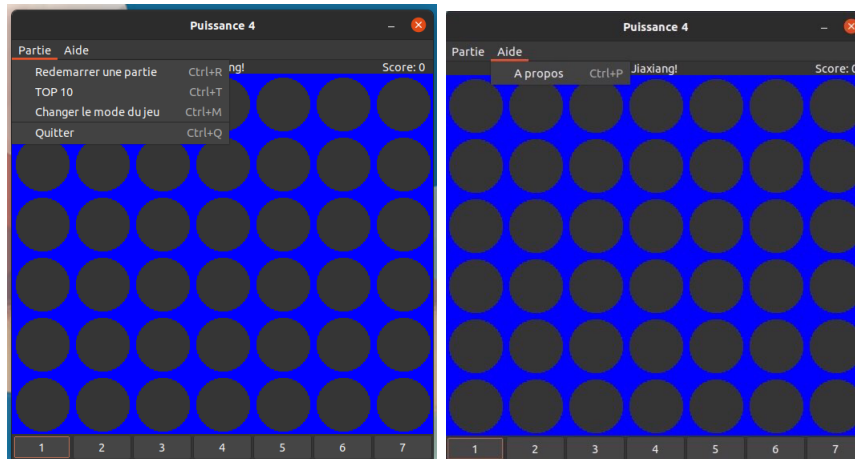 Puissance 4
Partie Aide
ng! Score: 0
Redemarrer une partie Ctrl+R
TOP 10 Ctrl+T
Changer le mode du jeu Ctrl+M
Quitter Ctrl+Q
1 2 3 4 5 6 7
Puissance 4
Partie Aide
Jiaxiang! Score: 0
A propos Ctrl+P
1 2 3 4 5 6 7